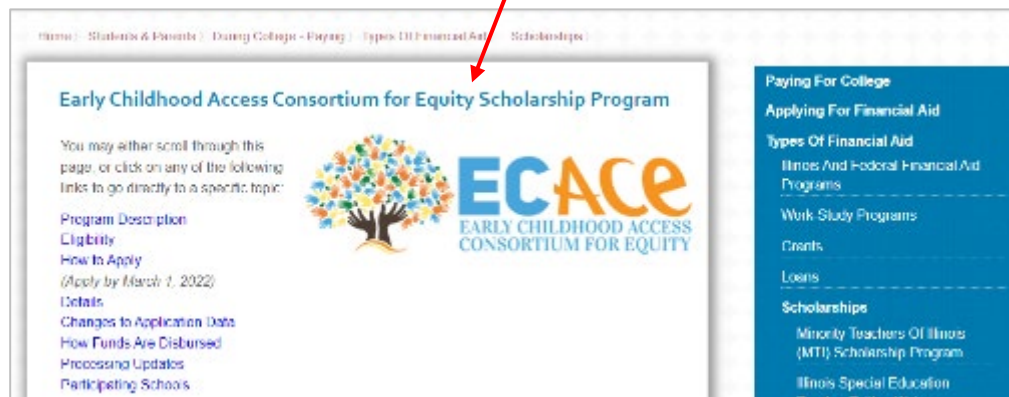 Home / Students & Parents / During College - Paying / Types Of Financial Aid / Scholarships /
Early Childhood Access Consortium for Equity Scholarship Program
You may either scroll through this
page, or click on any of the following
links to go directly to a specific topic:
Program Description
Eligibility
How to Apply
(Apply by March 1, 2022)
Details
Changes to Application Data
How Funds Are Disbursed
Processing Updates
Participating Schools
ECACE
EARLY CHILDHOOD ACCESS
CONSORTIUM FOR EQUITY
Paying For College
Applying For Financial Aid
Types Of Financial Aid
Illinois And Federal Financial Aid
Programs
Work-Study Programs
Grants
Loans
Scholarships
Minority Teachers Of Illinois
(MTI) Scholarship Program
Illinois Special Education